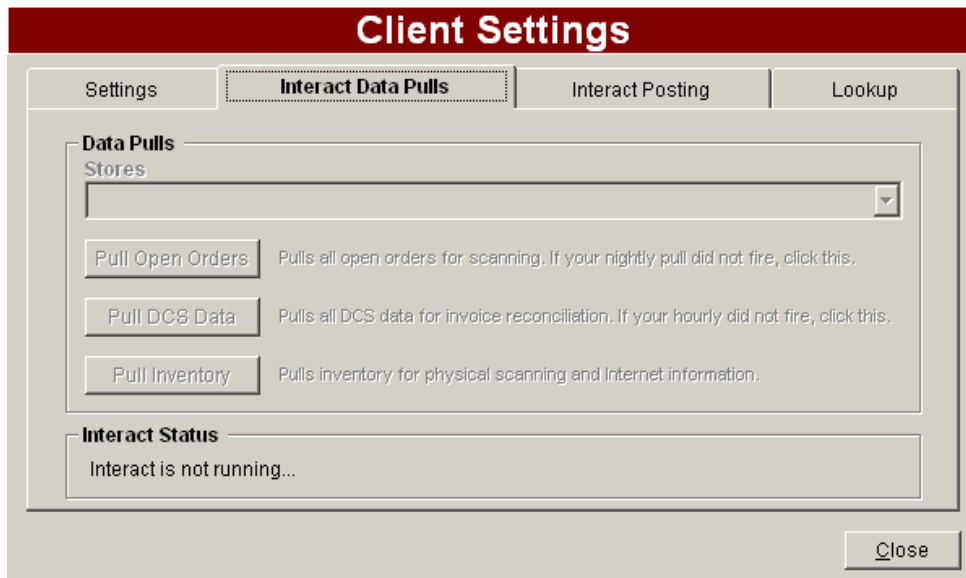 Client Settings
Settings
Interact Data Pulls
Interact Posting
Lookup
Data Pulls
Stores
Pull Open Orders
Pulls all open orders for scanning. If your nightly pull did not fire, click this.
Pull DCS Data
Pulls all DCS data for invoice reconciliation. If your hourly did not fire, click this.
Pull Inventory
Pulls inventory for physical scanning and Internet information.
Interact Status
Interact is not running...
Close